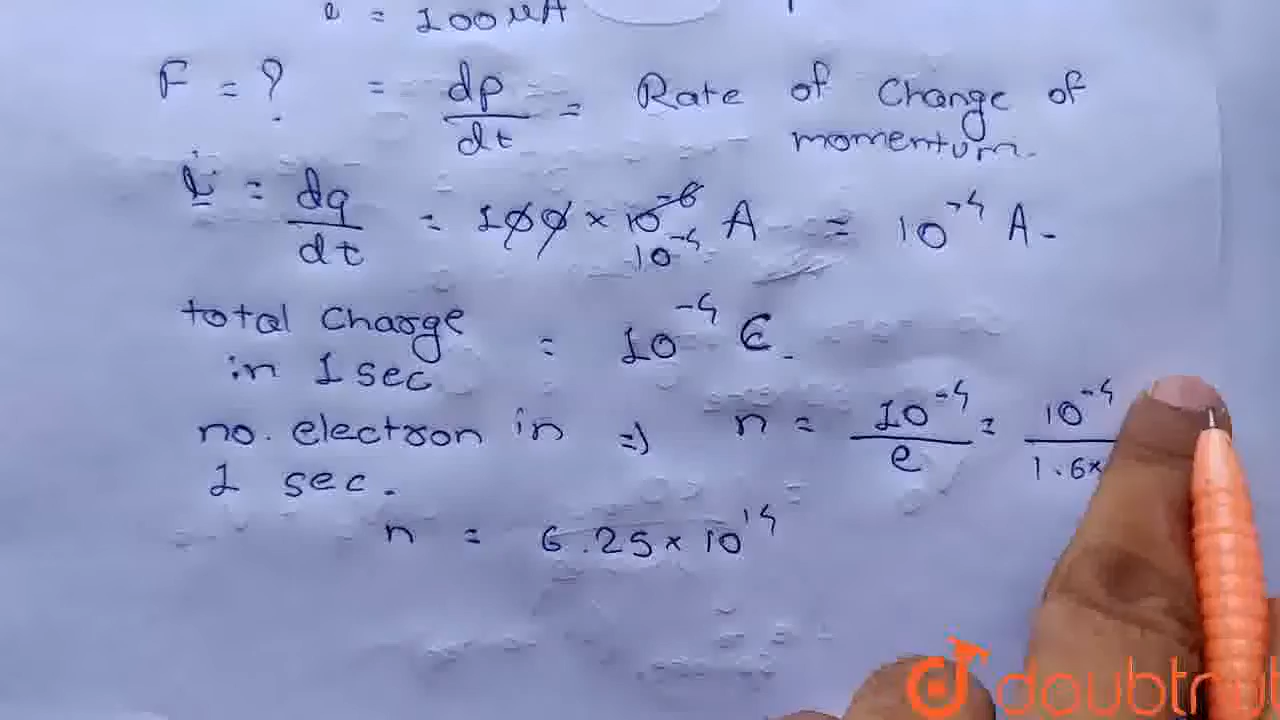 i = 100 μA
F = ? = dp/dt = Rate of Change of
momentum.
i = dq/dt = 100 × 10^-6 A = 10^-4 A.
10^-4
total Charge
in 1 sec = 10^-4 C.
no. electron in => n = 10^-4/e = 10^-4/1.6×
1 sec.
n = 6.25 × 10^14
doubtnut